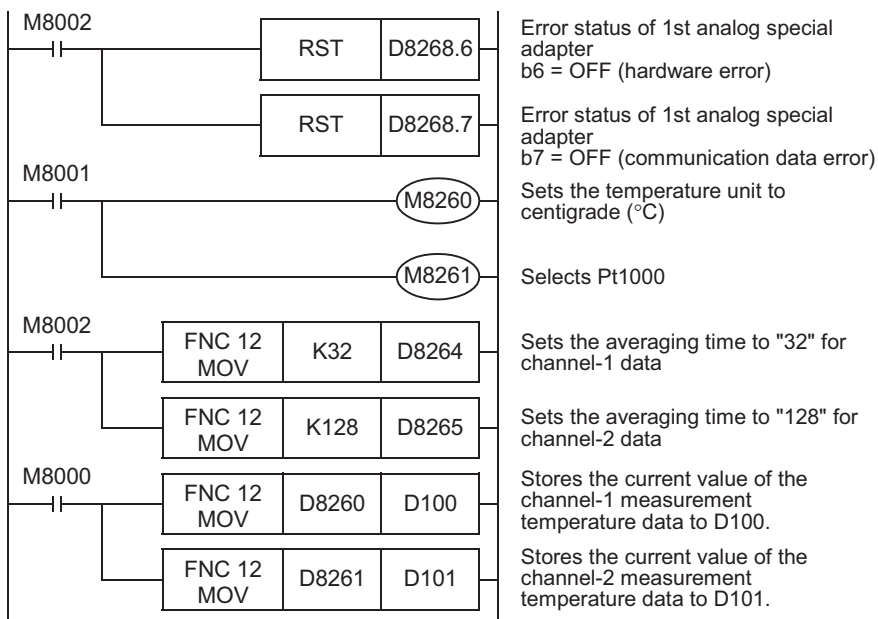 M8002
RST D8268.6
Error status of 1st analog special
adapter
b6 = OFF (hardware error)
RST D8268.7
Error status of 1st analog special
adapter
b7 = OFF (communication data error)
M8001
M8260
Sets the temperature unit to
centigrade (°C)
M8261
Selects Pt1000
M8002
FNC 12
MOV
K32 D8264
Sets the averaging time to "32" for
channel-1 data
FNC 12
MOV
K128 D8265
Sets the averaging time to "128" for
channel-2 data
M8000
FNC 12
MOV
D8260 D100
Stores the current value of the
channel-1 measurement
temperature data to D100.
FNC 12
MOV
D8261 D101
Stores the current value of the
channel-2 measurement
temperature data to D101.